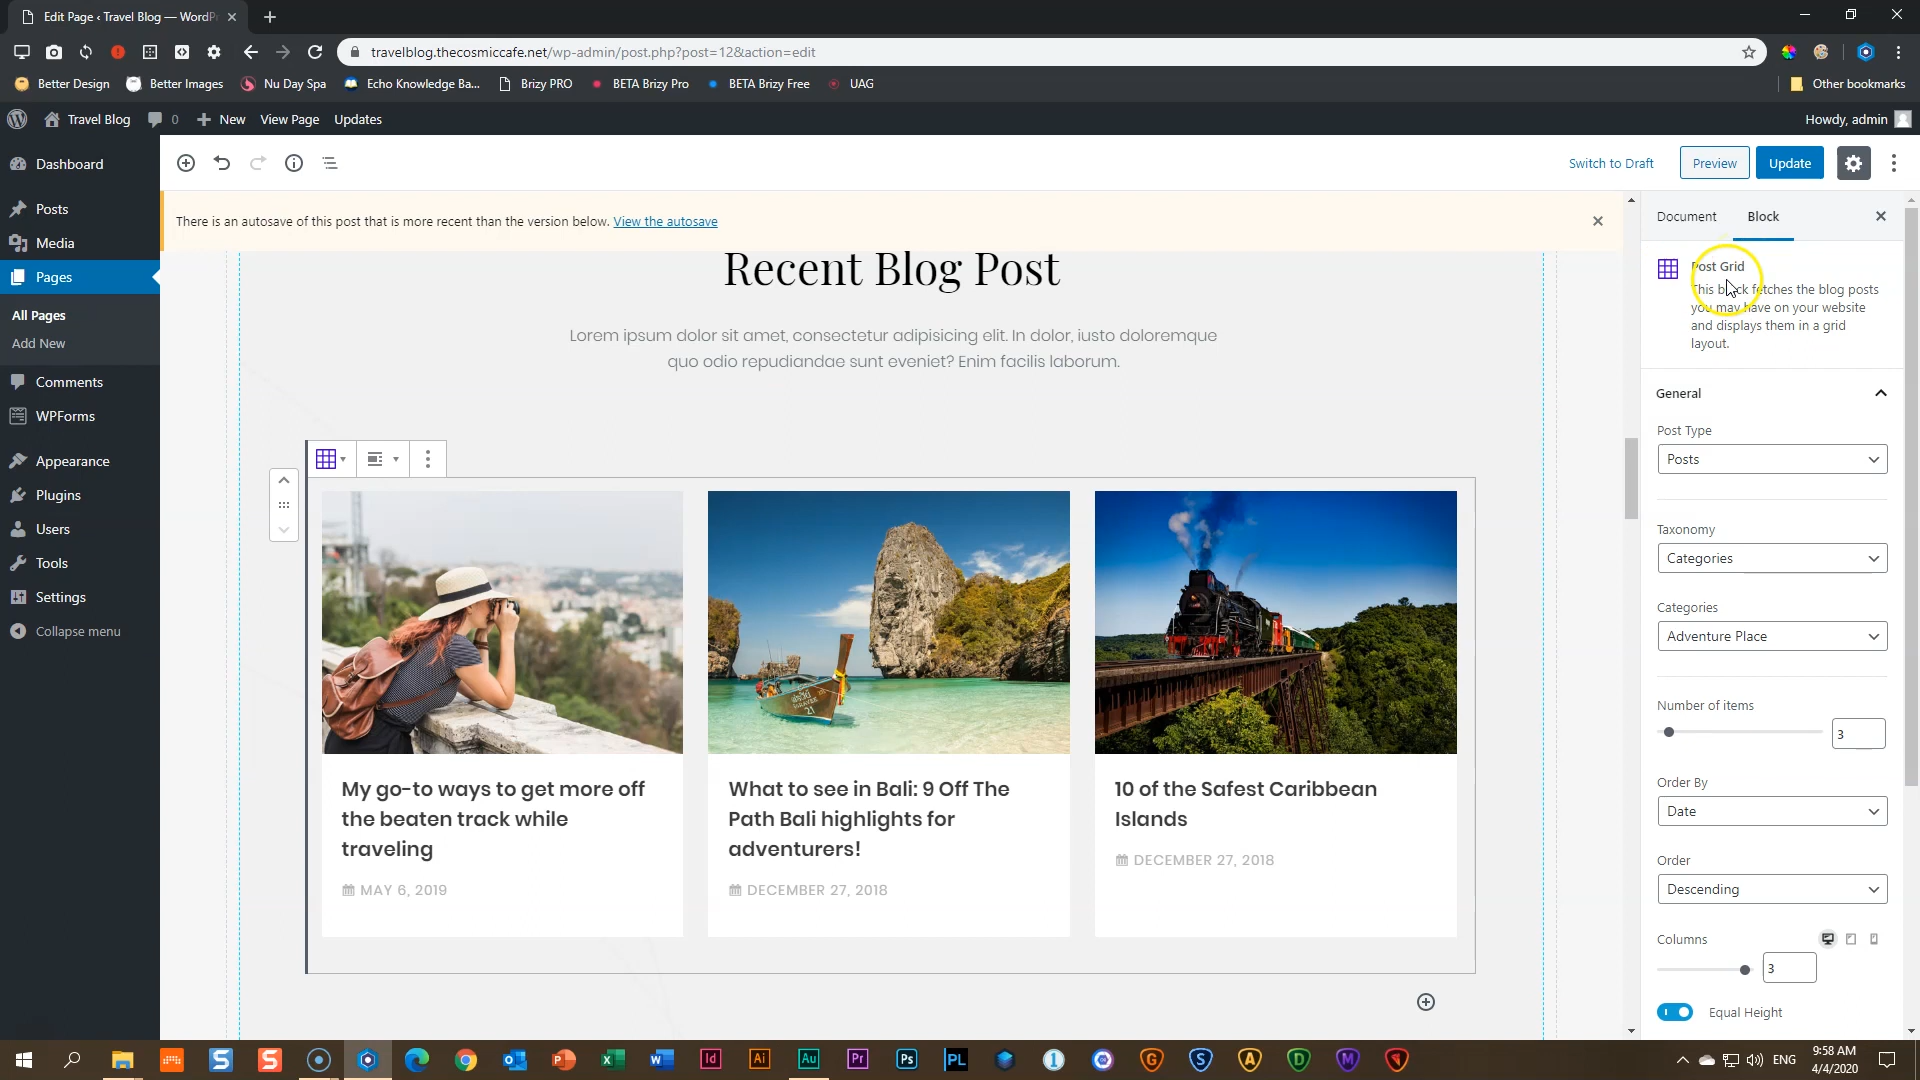 Edit Page ‹ Travel Blog — WordPr
travelblog.thecosmiccafe.net/wp-admin/post.php?post=12&action=edit
Better Design
Better Images
Nu Day Spa
Echo Knowledge Ba...
Brizy PRO
BETA Brizy Pro
BETA Brizy Free
UAG
Other bookmarks
Travel Blog
0
New
View Page
Updates
Howdy, admin
Dashboard
Posts
Media
Pages
All Pages
Add New
Comments
WPForms
Appearance
Plugins
Users
Tools
Settings
Collapse menu
Switch to Draft
Preview
Update
There is an autosave of this post that is more recent than the version below. View the autosave
Recent Blog Post
Lorem ipsum dolor sit amet, consectetur adipisicing elit. In dolor, iusto doloremque
quo odio repudiandae sunt eveniet? Enim facilis laborum.
My go-to ways to get more off
the beaten track while
traveling
MAY 6, 2019
What to see in Bali: 9 Off The
Path Bali highlights for
adventurers!
DECEMBER 27, 2018
10 of the Safest Caribbean
Islands
DECEMBER 27, 2018
Document
Block
Post Grid
This block fetches the blog posts
you may have on your website
and displays them in a grid
layout.
General
Post Type
Posts
Taxonomy
Categories
Categories
Adventure Place
Number of items
3
Order By
Date
Order
Descending
Columns
3
Equal Height
ENG
9:58 AM
4/4/2020